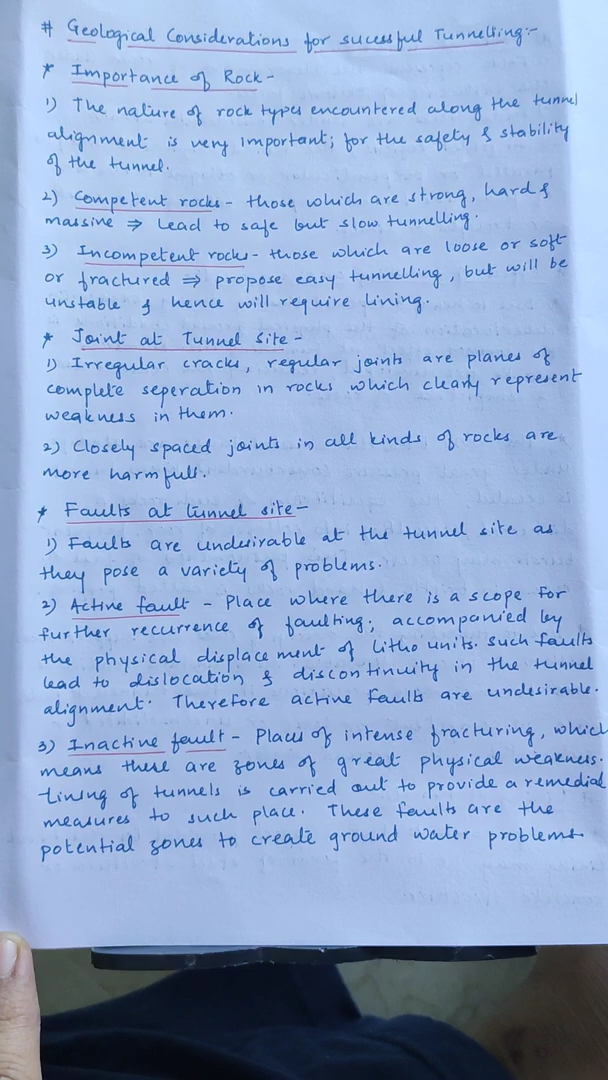 # Geological Considerations for sucessful Tunnelling:-
* Importance of Rock -
1) The nature of rock types encountered along the tunnel
alignment is very important; for the safety & stability
of the tunnel.
2) Competent rocks - those which are strong, hard &
massive ⇒ Lead to safe but slow tunnelling.
3) Incompetent rocks - those which are loose or soft
or fractured ⇒ propose easy tunnelling, but will be
unstable & hence will require lining.
* Joint at Tunnel Site -
1) Irregular cracks, regular joints are planes of
complete seperation in rocks which clearly represent
weakness in them.
2) Closely spaced joints in all kinds of rocks are
more harmfull.
* Faults at tunnel site -
1) Faults are undesirable at the tunnel site as
they pose a variety of problems.
2) Active fault - Place where there is a scope for
further recurrence of faulting; accompanied by
the physical displacement of litho units. such faults
lead to dislocation & discontinuity in the tunnel
alignment. Therefore active faults are undesirable.
3) Inactive fault - Places of intense fracturing, which
means there are zones of great physical weakness.
Lining of tunnels is carried out to provide a remedial
measures to such place. These faults are the
potential zones to create ground water problems.